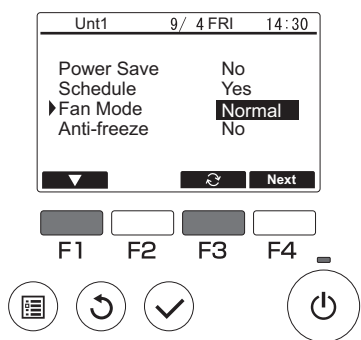 Unt1 9/ 4 FRI 14:30
Power Save No
Schedule Yes
Fan Mode Normal
Anti-freeze No
Next
F1 F2 F3 F4